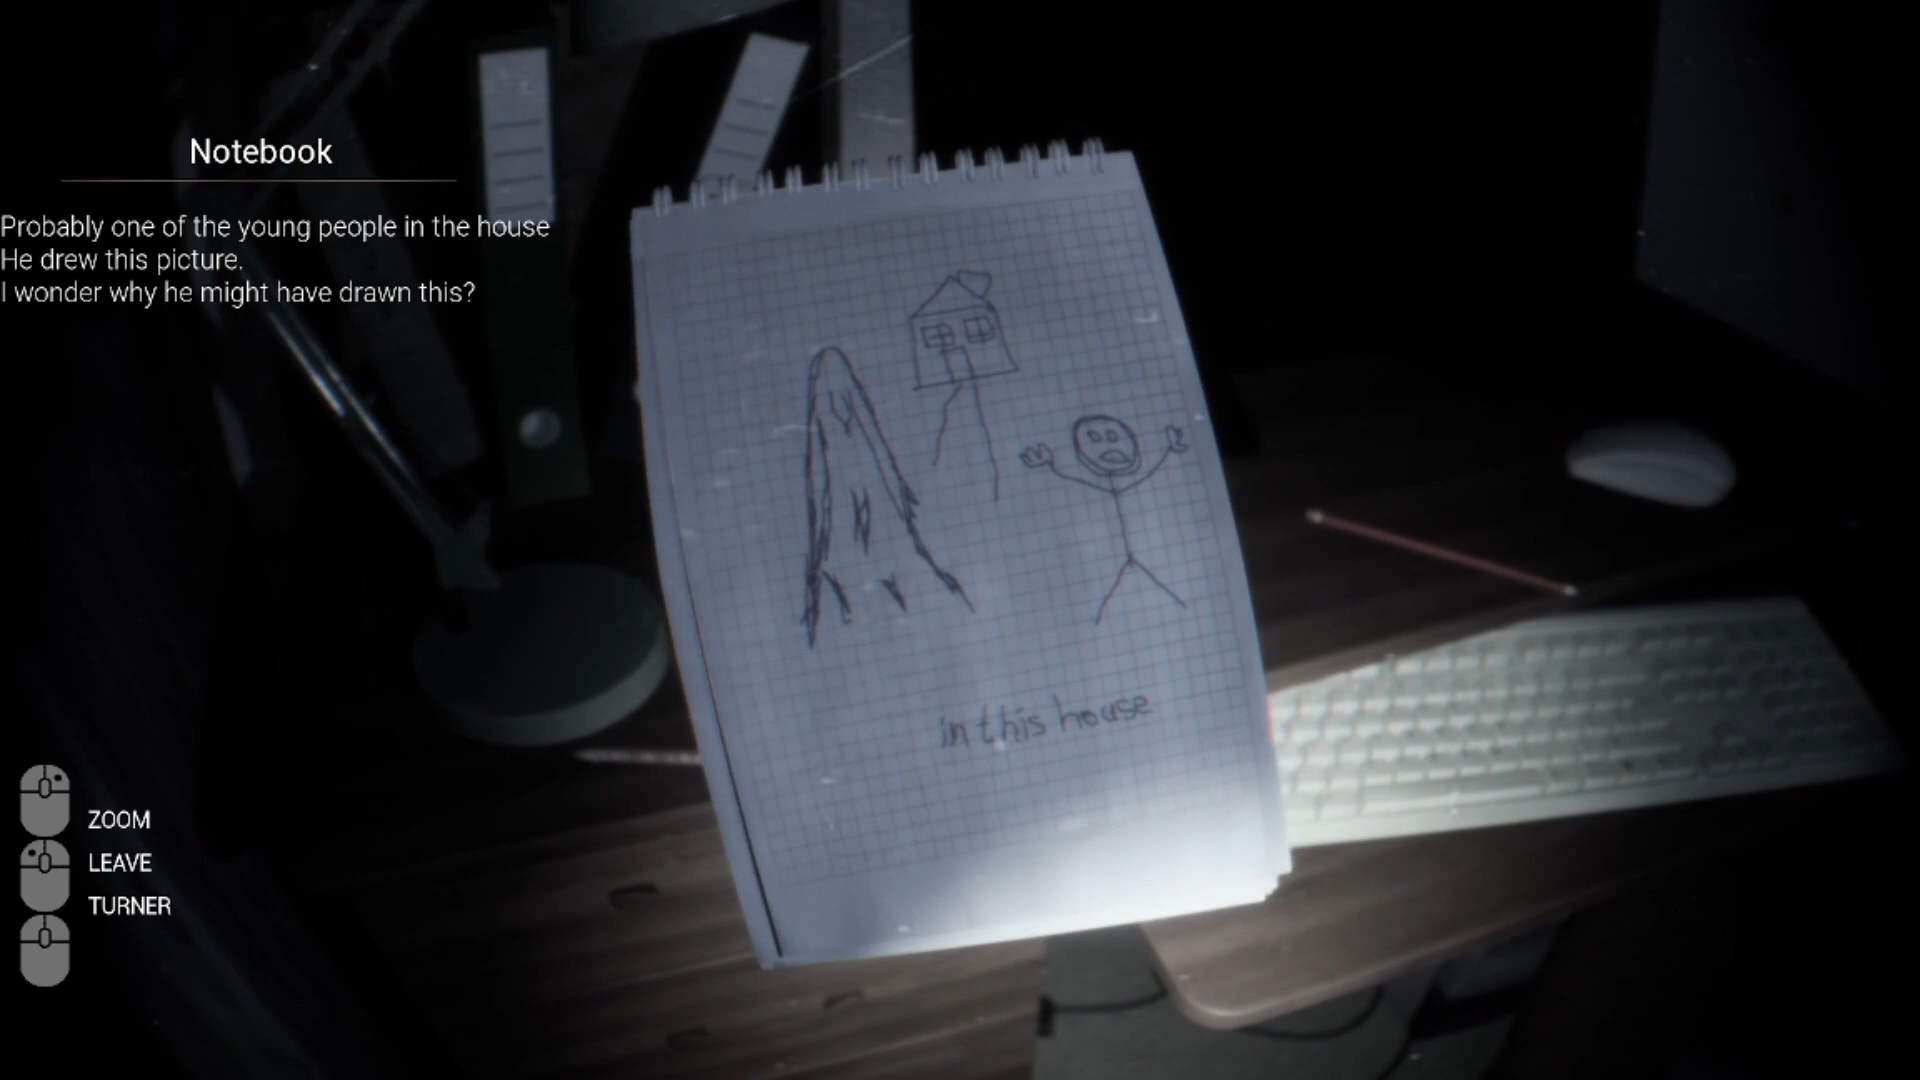 Notebook
Probably one of the young people in the house
He drew this picture.
I wonder why he might have drawn this?
in this house
ZOOM
LEAVE
TURNER